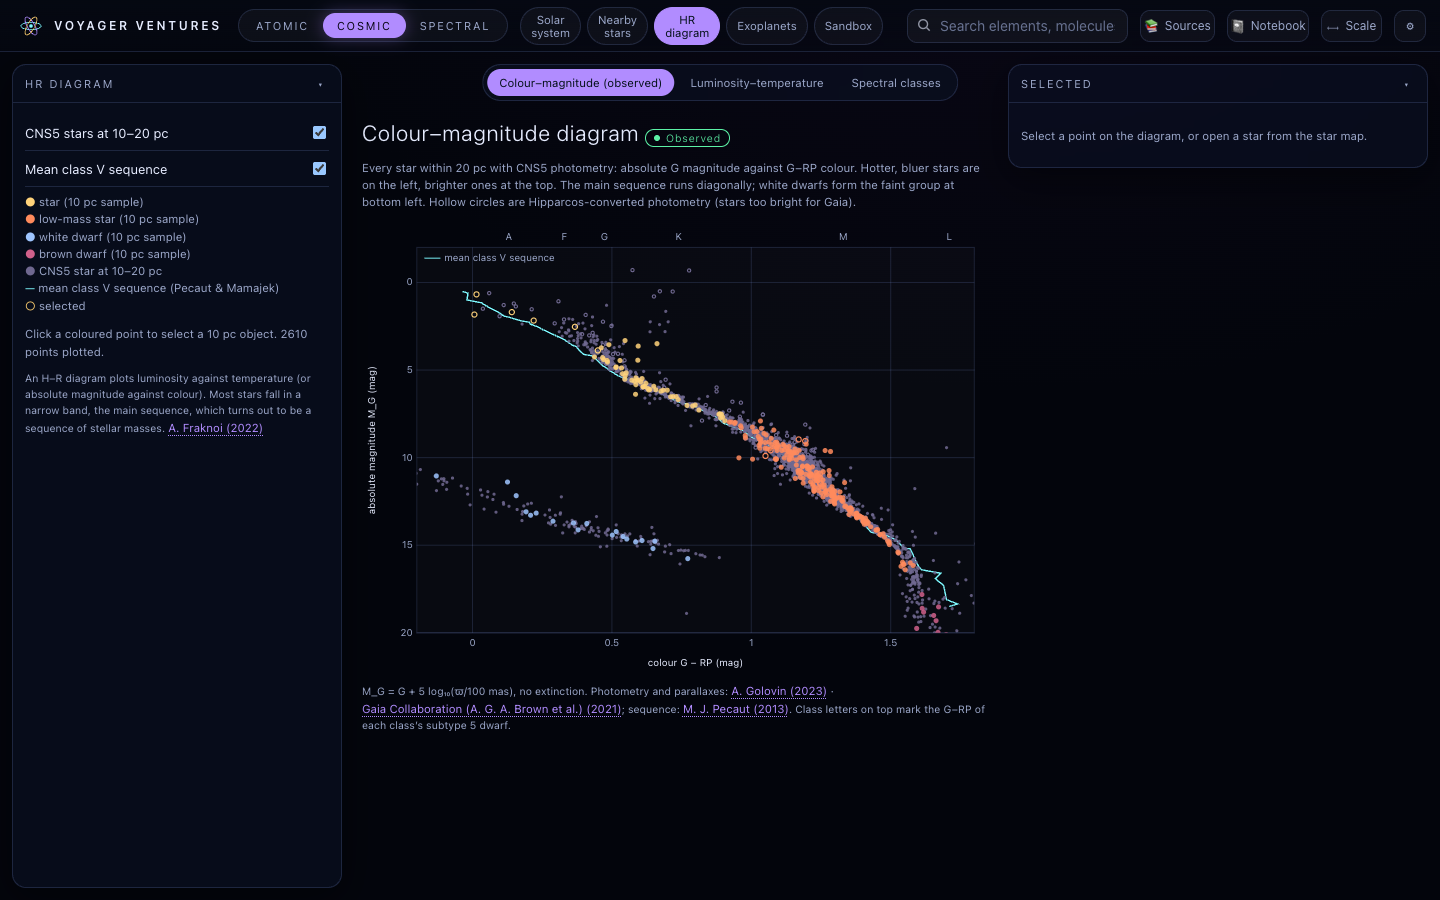 VOYAGER VENTURES
ATOMIC
COSMIC
SPECTRAL
Solar system
Nearby stars
HR diagram
Exoplanets
Sandbox
Search elements, molecule
Sources
Notebook
Scale
HR DIAGRAM
CNS5 stars at 10–20 pc
Mean class V sequence
star (10 pc sample)
low-mass star (10 pc sample)
white dwarf (10 pc sample)
brown dwarf (10 pc sample)
CNS5 star at 10–20 pc
mean class V sequence (Pecaut & Mamajek)
selected
Click a coloured point to select a 10 pc object. 2610
points plotted.
An H–R diagram plots luminosity against temperature (or
absolute magnitude against colour). Most stars fall in a
narrow band, the main sequence, which turns out to be a
sequence of stellar masses. A. Fraknoi (2022)
Colour–magnitude (observed)
Luminosity–temperature
Spectral classes
Colour–magnitude diagram
Observed
Every star within 20 pc with CNS5 photometry: absolute G magnitude against G–RP colour. Hotter, bluer stars are
on the left, brighter ones at the top. The main sequence runs diagonally; white dwarfs form the faint group at
bottom left. Hollow circles are Hipparcos-converted photometry (stars too bright for Gaia).
A F G K M L
mean class V sequence
0
5
10
15
20
absolute magnitude M_G (mag)
0 0.5 1 1.5
colour G − RP (mag)
M_G = G + 5 log₁₀(ϖ/100 mas), no extinction. Photometry and parallaxes: A. Golovin (2023) ·
Gaia Collaboration (A. G. A. Brown et al.) (2021); sequence: M. J. Pecaut (2013). Class letters on top mark the G–RP of
each class's subtype 5 dwarf.
SELECTED
Select a point on the diagram, or open a star from the star map.